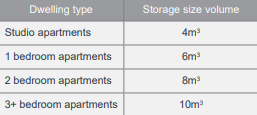 Dwelling type Storage size volume
Studio apartments 4m³
1 bedroom apartments 6m³
2 bedroom apartments 8m³
3+ bedroom apartments 10m³